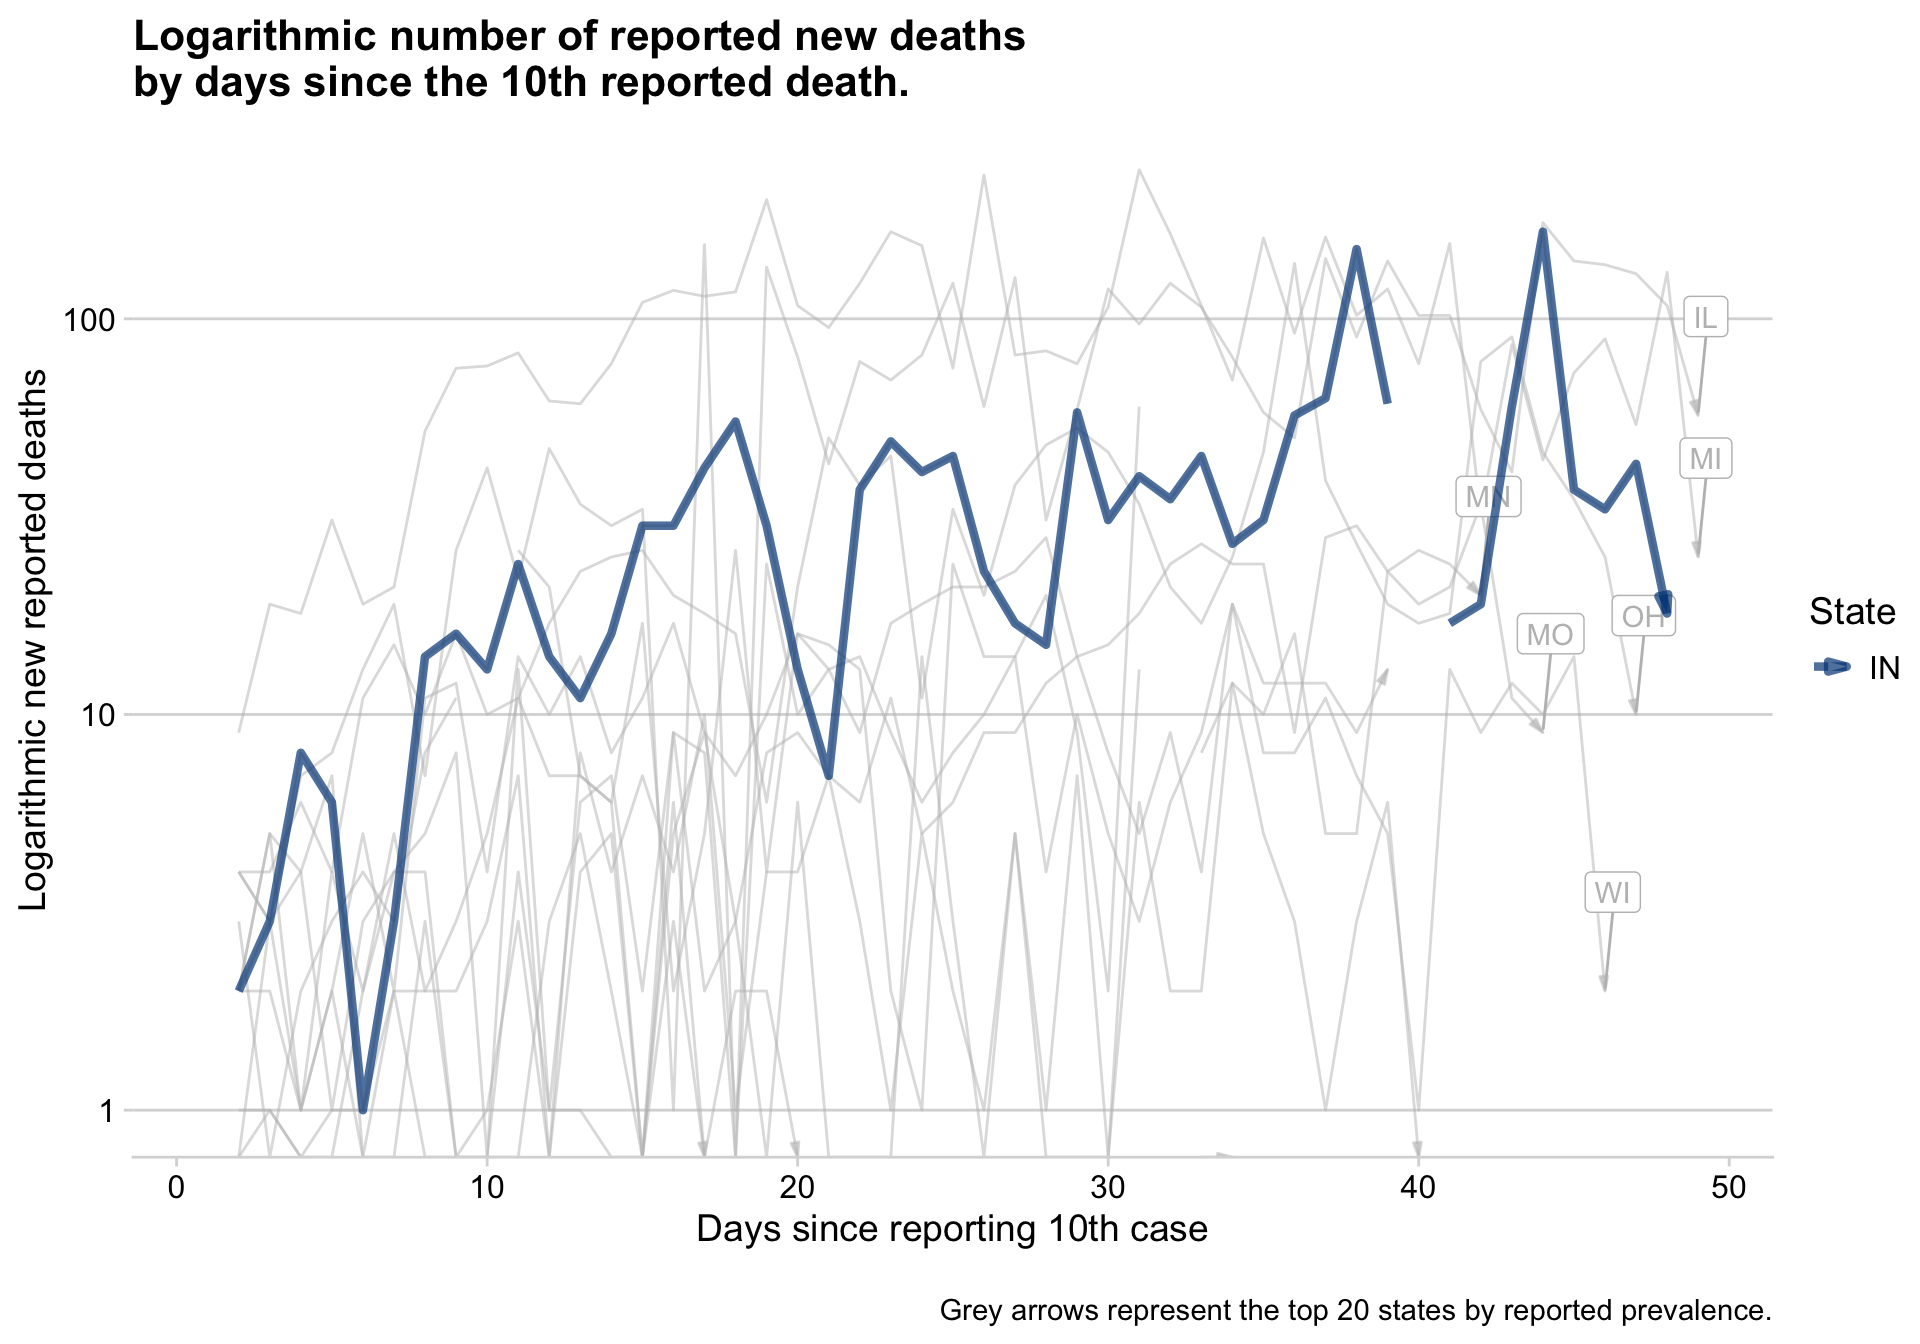 Logarithmic number of reported new deaths
by days since the 10th reported death.
Logarithmic new reported deaths
100
10
1
IL
MI
MN
MO
OH
WI
State
IN
0 10 20 30 40 50
Days since reporting 10th case
Grey arrows represent the top 20 states by reported prevalence.